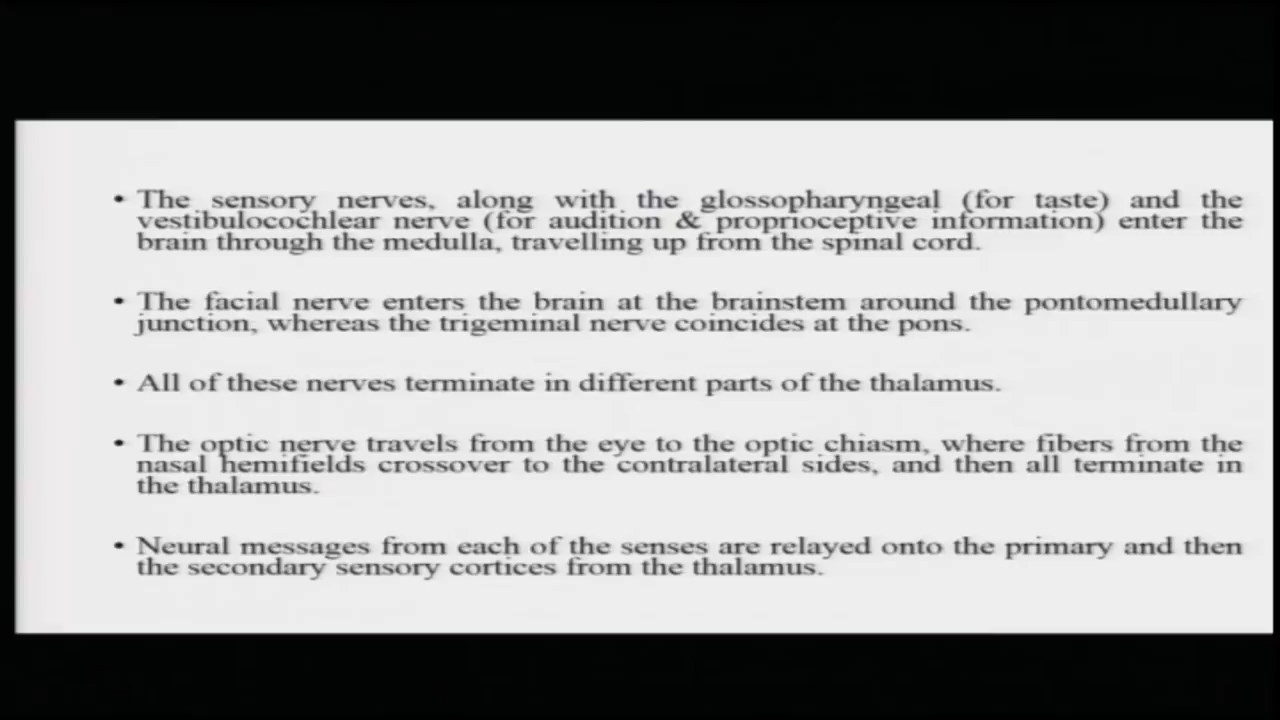 • The sensory nerves, along with the glossopharyngeal (for taste) and the
vestibulocochlear nerve (for audition & proprioceptive information) enter the
brain through the medulla, travelling up from the spinal cord.
• The facial nerve enters the brain at the brainstem around the pontomedullary
junction, whereas the trigeminal nerve coincides at the pons.
• All of these nerves terminate in different parts of the thalamus.
• The optic nerve travels from the eye to the optic chiasm, where fibers from the
nasal hemifields crossover to the contralateral sides, and then all terminate in
the thalamus.
• Neural messages from each of the senses are relayed onto the primary and then
the secondary sensory cortices from the thalamus.